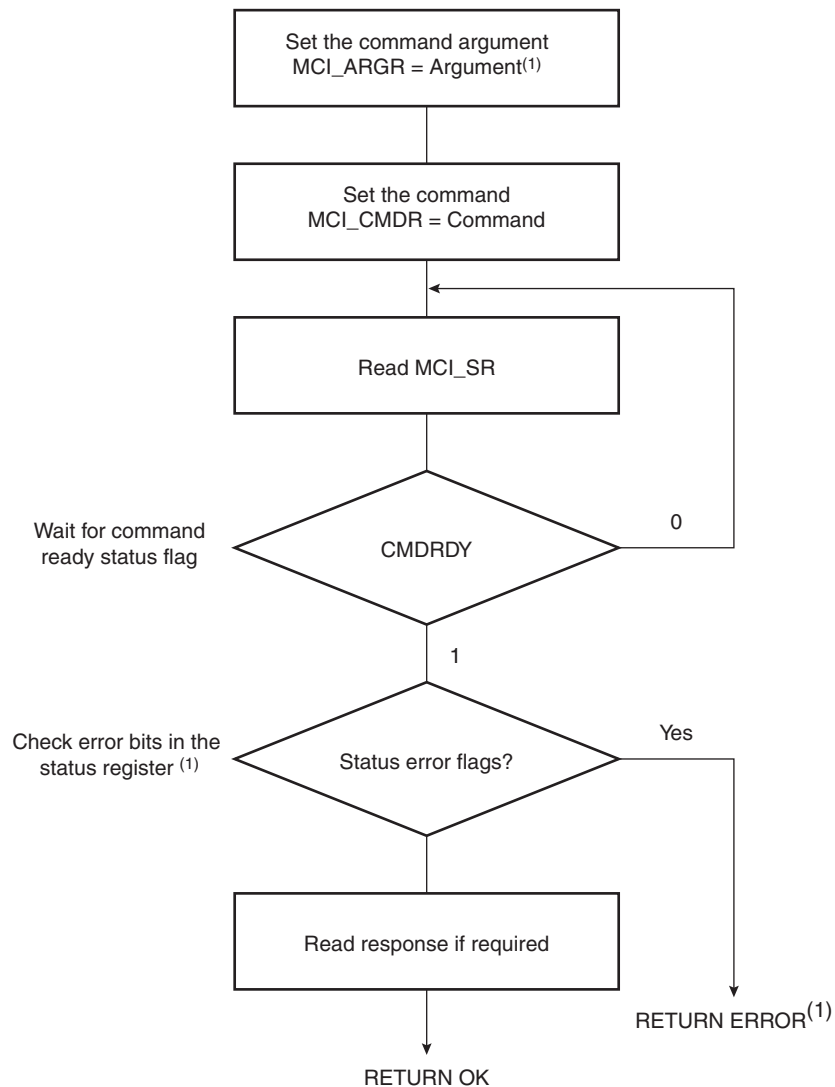 Set the command argument
MCI_ARGR = Argument(1)
Set the command
MCI_CMDR = Command
Read MCI_SR
Wait for command
ready status flag
CMDRDY
0
1
Check error bits in the
status register (1)
Status error flags?
Yes
Read response if required
RETURN ERROR(1)
RETURN OK